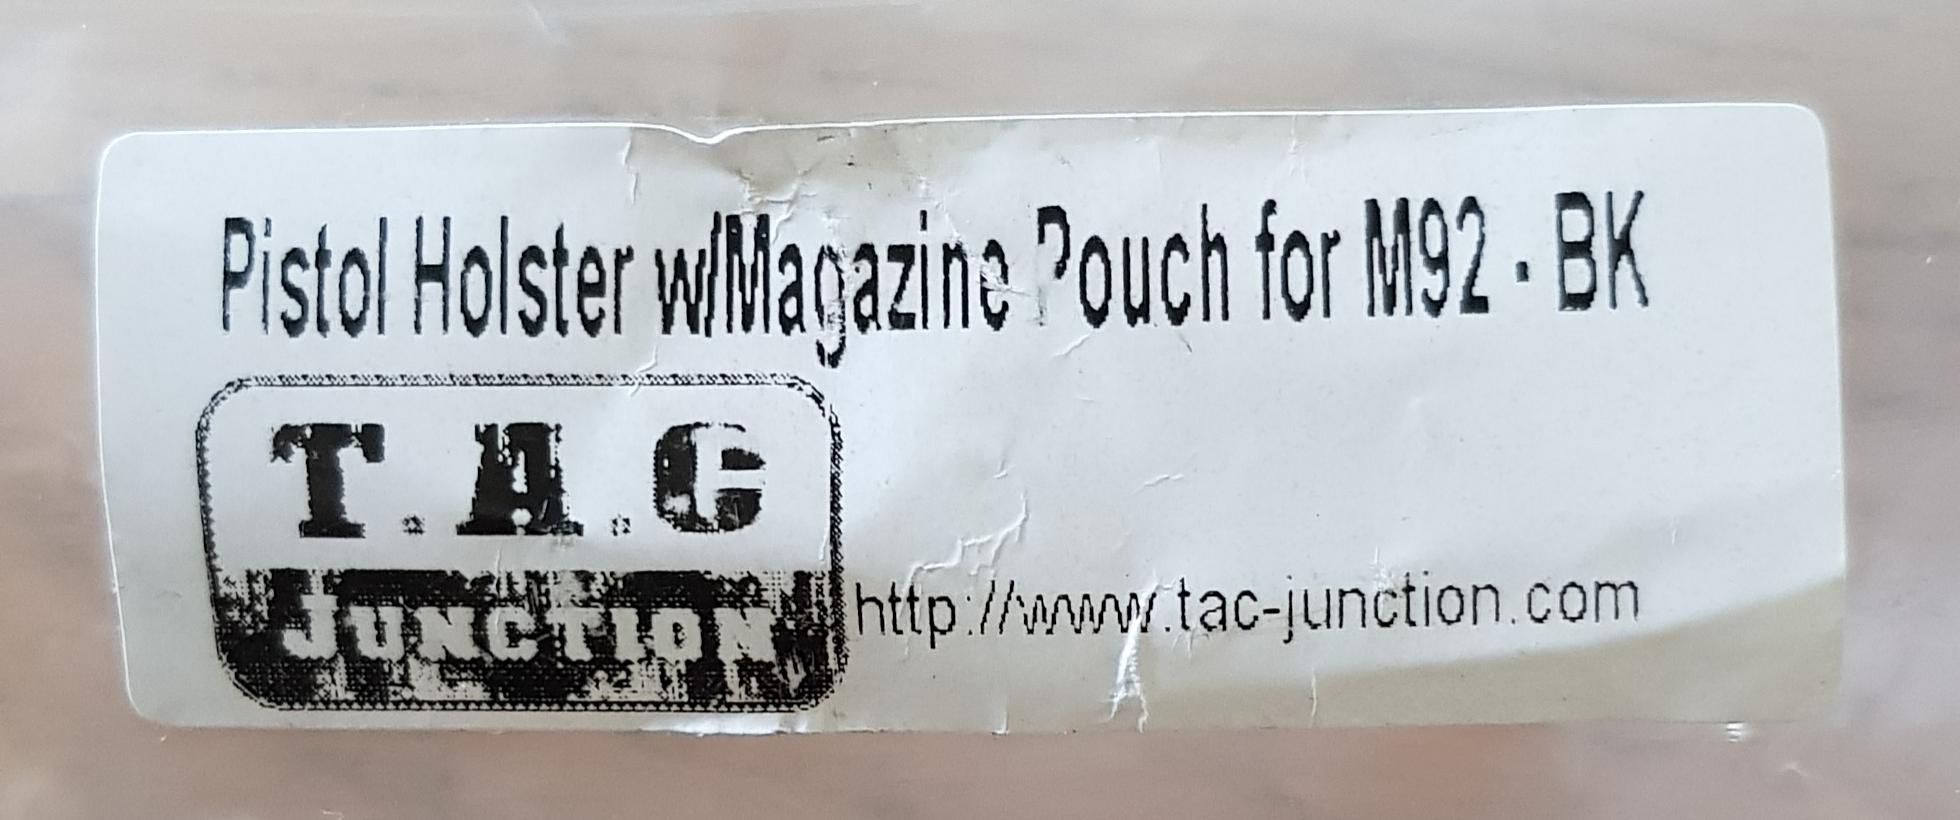 Pistol Holster w/Magazine Pouch for M92 - BK
T.A.C
JUNCTION
http://www.tac-junction.com